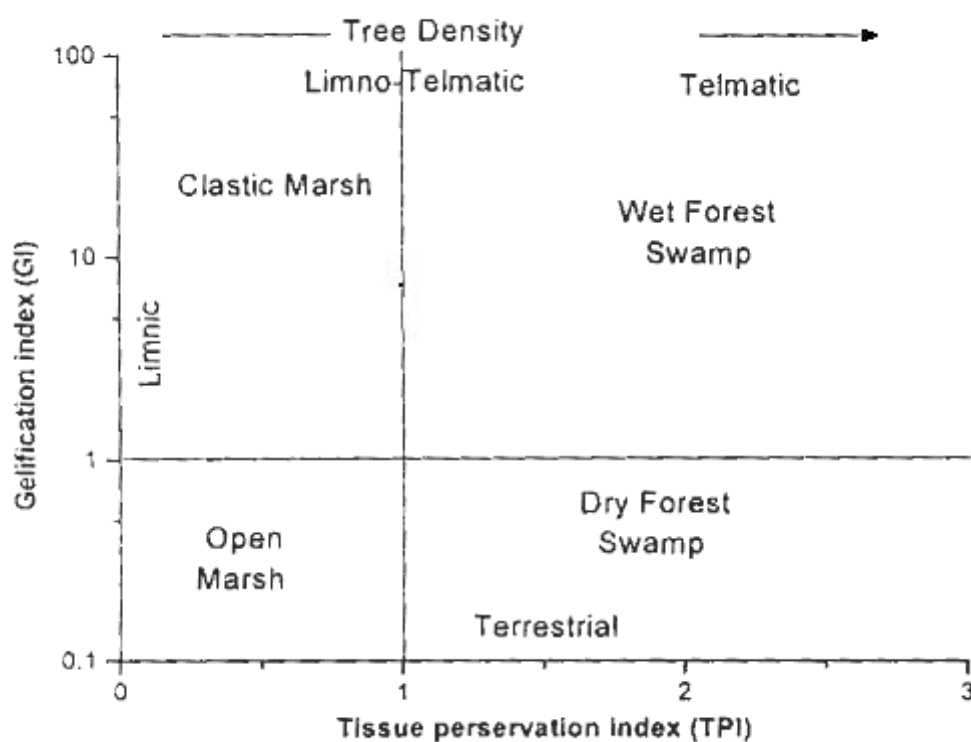 Tree Density
100
Limno-Telmatic
Telmatic
Clastic Marsh
Wet Forest
Swamp
10
Gelification index (GI)
Limnic
1
Dry Forest
Swamp
Open
Marsh
Terrestrial
0.1
0
1
2
3
Tissue perservation index (TPI)